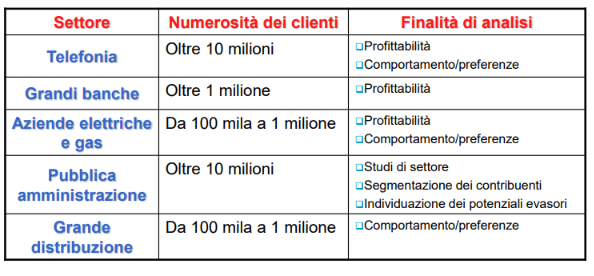 Settore Numerosità dei clienti Finalità di analisi
Telefonia
Oltre 10 milioni
❑Profittabilità
❑Comportamento/preferenze
Grandi banche
Oltre 1 milione
❑Profittabilità
Aziende elettriche
e gas
Da 100 mila a 1 milione
❑Profittabilità
❑Comportamento/preferenze
Pubblica
amministrazione
Oltre 10 milioni
❑Studi di settore
❑Segmentazione dei contribuenti
❑Individuazione dei potenziali evasori
Grande
distribuzione
Da 100 mila a 1 milione
❑Comportamento/preferenze